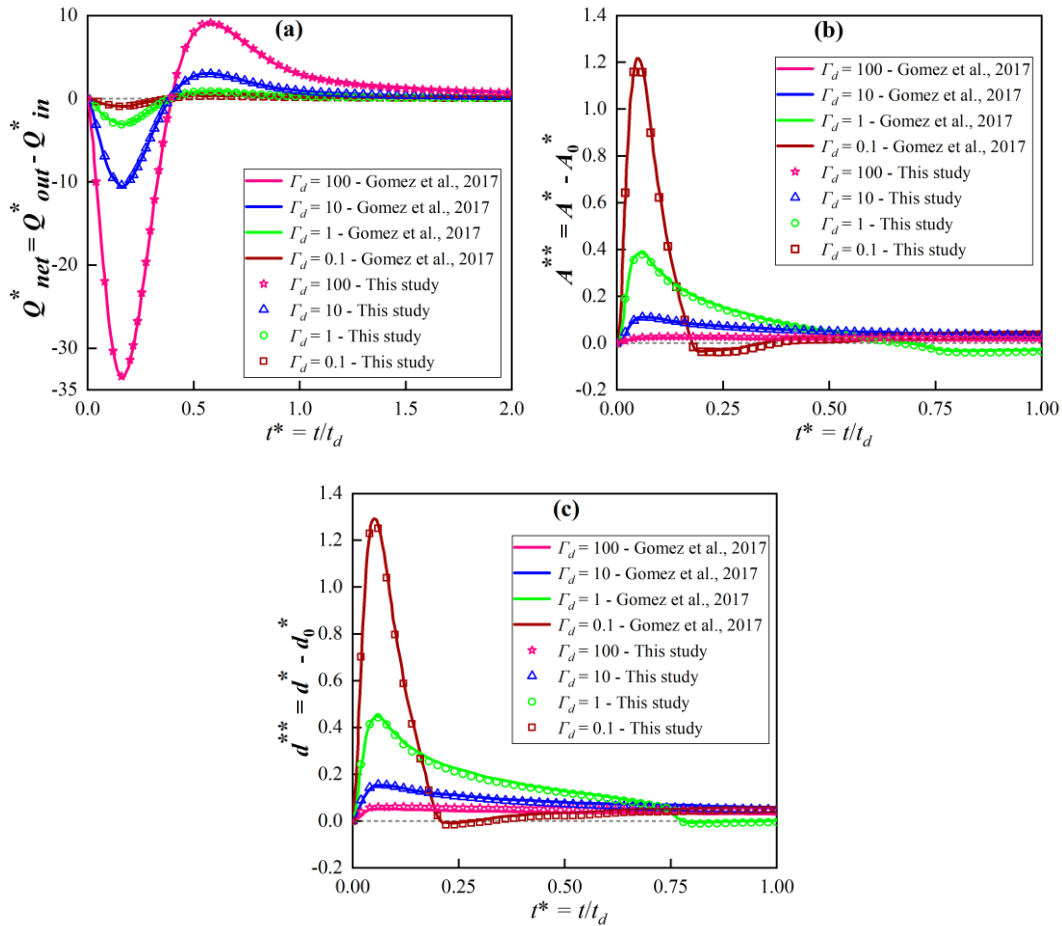 (a)
Q*net = Q*out - Q*in
10
0
-10
-20
-30
-35
Γd = 100 - Gomez et al., 2017
Γd = 10 - Gomez et al., 2017
Γd = 1 - Gomez et al., 2017
Γd = 0.1 - Gomez et al., 2017
Γd = 100 - This study
Γd = 10 - This study
Γd = 1 - This study
Γd = 0.1 - This study
0.0 0.5 1.0 1.5 2.0
t* = t/td
(b)
A** = A* - A0*
1.4
1.2
1.0
0.8
0.6
0.4
0.2
0.0
-0.2
Γd = 100 - Gomez et al., 2017
Γd = 10 - Gomez et al., 2017
Γd = 1 - Gomez et al., 2017
Γd = 0.1 - Gomez et al., 2017
Γd = 100 - This study
Γd = 10 - This study
Γd = 1 - This study
Γd = 0.1 - This study
0.00 0.25 0.50 0.75 1.00
t* = t/td
(c)
d** = d* - d0*
1.4
1.2
1.0
0.8
0.6
0.4
0.2
0.0
-0.2
Γd = 100 - Gomez et al., 2017
Γd = 10 - Gomez et al., 2017
Γd = 1 - Gomez et al., 2017
Γd = 0.1 - Gomez et al., 2017
Γd = 100 - This study
Γd = 10 - This study
Γd = 1 - This study
Γd = 0.1 - This study
0.00 0.25 0.50 0.75 1.00
t* = t/td